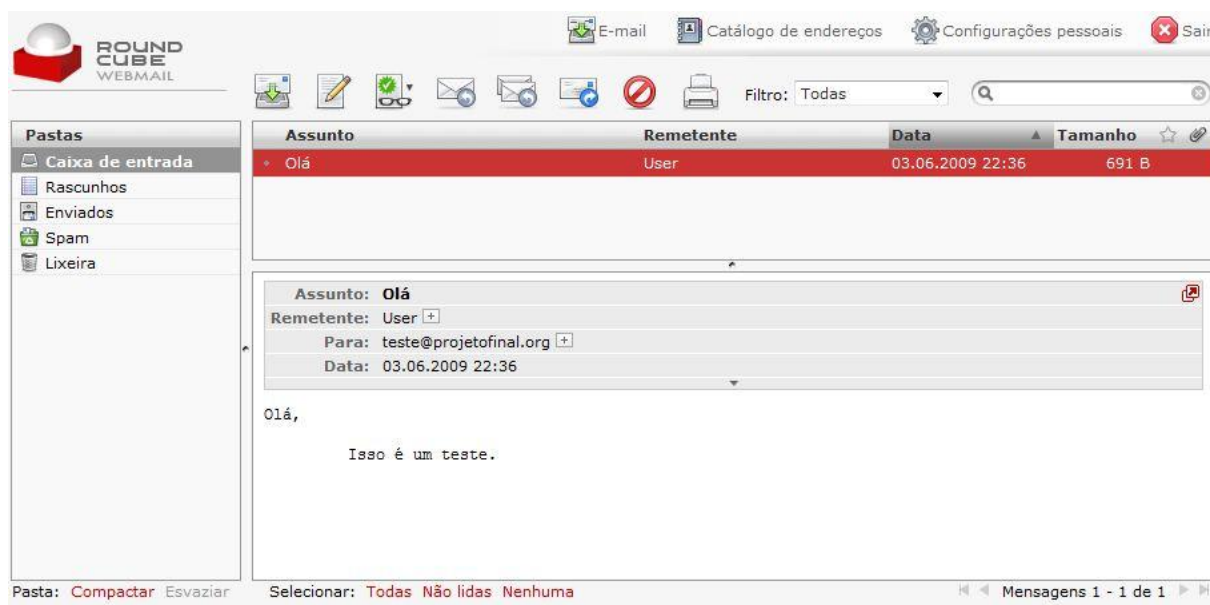 ROUND
CUBE
WEBMAIL
E-mail Catálogo de endereços Configurações pessoais Sair
Filtro: Todas
Pastas
Caixa de entrada
Rascunhos
Enviados
Spam
Lixeira
Assunto Remetente Data Tamanho
Olá User 03.06.2009 22:36 691 B
Assunto: Olá
Remetente: User
Para: teste@projetofinal.org
Data: 03.06.2009 22:36
Olá,
Isso é um teste.
Pasta: Compactar Esvaziar
Selecionar: Todas Não lidas Nenhuma
Mensagens 1 - 1 de 1